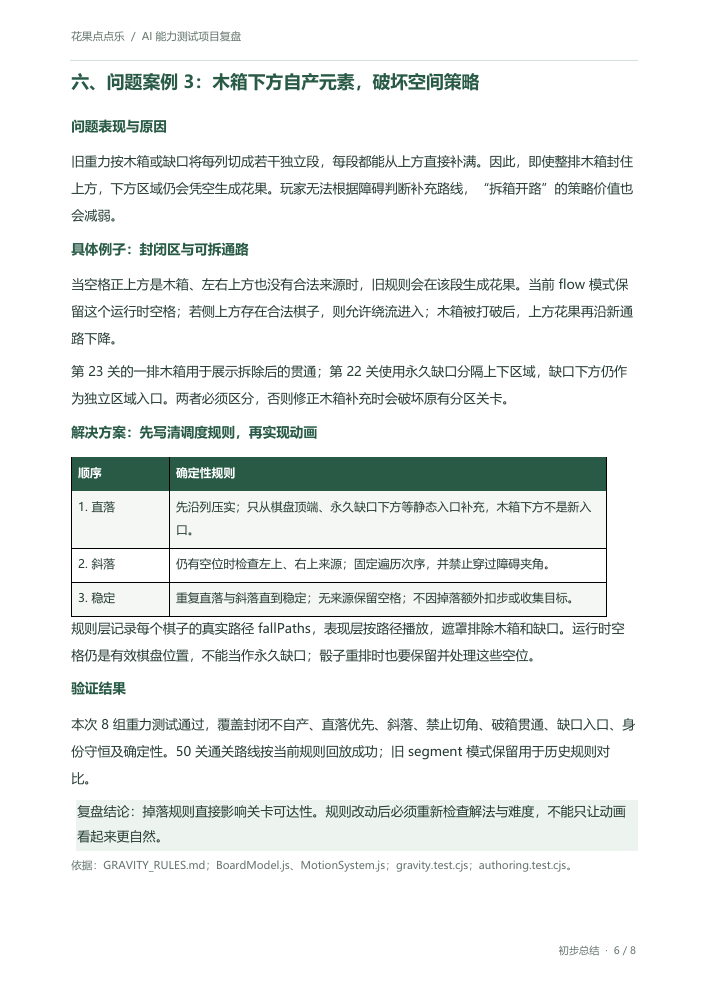 花果点点乐 / AI 能力测试项目复盘
六、问题案例 3：木箱下方自产元素，破坏空间策略
问题表现与原因
旧重力按木箱或缺口将每列切成若干独立段，每段都能从上方直接补满。因此，即使整排木箱封住
上方，下方区域仍会凭空生成花果。玩家无法根据障碍判断补充路线，“拆箱开路”的策略价值也
会减弱。
具体例子：封闭区与可拆通路
当空格正上方是木箱、左右上方也没有合法来源时，旧规则会在该段生成花果。当前 flow 模式保
留这个运行时空格；若侧上方存在合法棋子，则允许绕流进入；木箱被打破后，上方花果再沿新通
路下降。
第 23 关的一排木箱用于展示拆除后的贯通；第 22 关使用永久缺口分隔上下区域，缺口下方仍作
为独立区域入口。两者必须区分，否则修正木箱补充时会破坏原有分区关卡。
解决方案：先写清调度规则，再实现动画
顺序 确定性规则
1. 直落 先沿列压实；只从棋盘顶端、永久缺口下方等静态入口补充，木箱下方不是新入
口。
2. 斜落 仍有空位时检查左上、右上来源；固定遍历次序，并禁止穿过障碍夹角。
3. 稳定 重复直落与斜落直到稳定；无来源保留空格；不因掉落额外扣步或收集目标。
规则层记录每个棋子的真实路径 fallPaths，表现层按路径播放，遮罩排除木箱和缺口。运行时空
格仍是有效棋盘位置，不能当作永久缺口；骰子重排时也要保留并处理这些空位。
验证结果
本次 8 组重力测试通过，覆盖封闭不自产、直落优先、斜落、禁止切角、破箱贯通、缺口入口、身
份守恒及确定性。50 关通关路线按当前规则回放成功；旧 segment 模式保留用于历史规则对
比。
复盘结论：掉落规则直接影响关卡可达性。规则改动后必须重新检查解法与难度，不能只让动画
看起来更自然。
依据：GRAVITY_RULES.md；BoardModel.js、MotionSystem.js；gravity.test.cjs；authoring.test.cjs。
初步总结 · 6 / 8